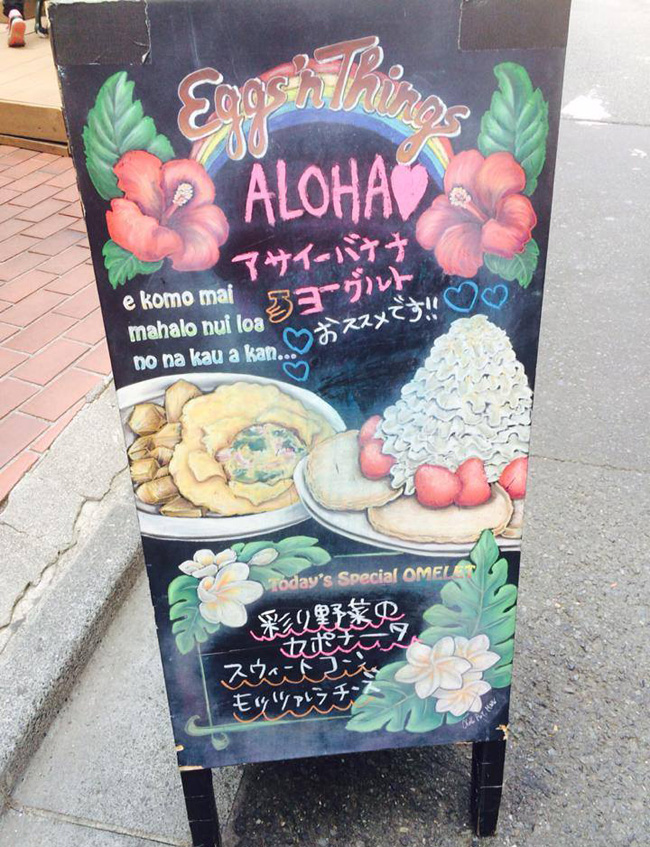 Eggs'n Things
ALOHA
アサイーバナナ
ヨーグルト
おススメです!!
e komo mai
mahalo nui loa
no na kau a kan...
Today's Special OMELET
彩り野菜の
カポナータ
スウィートコーン
モッツァレラチーズ